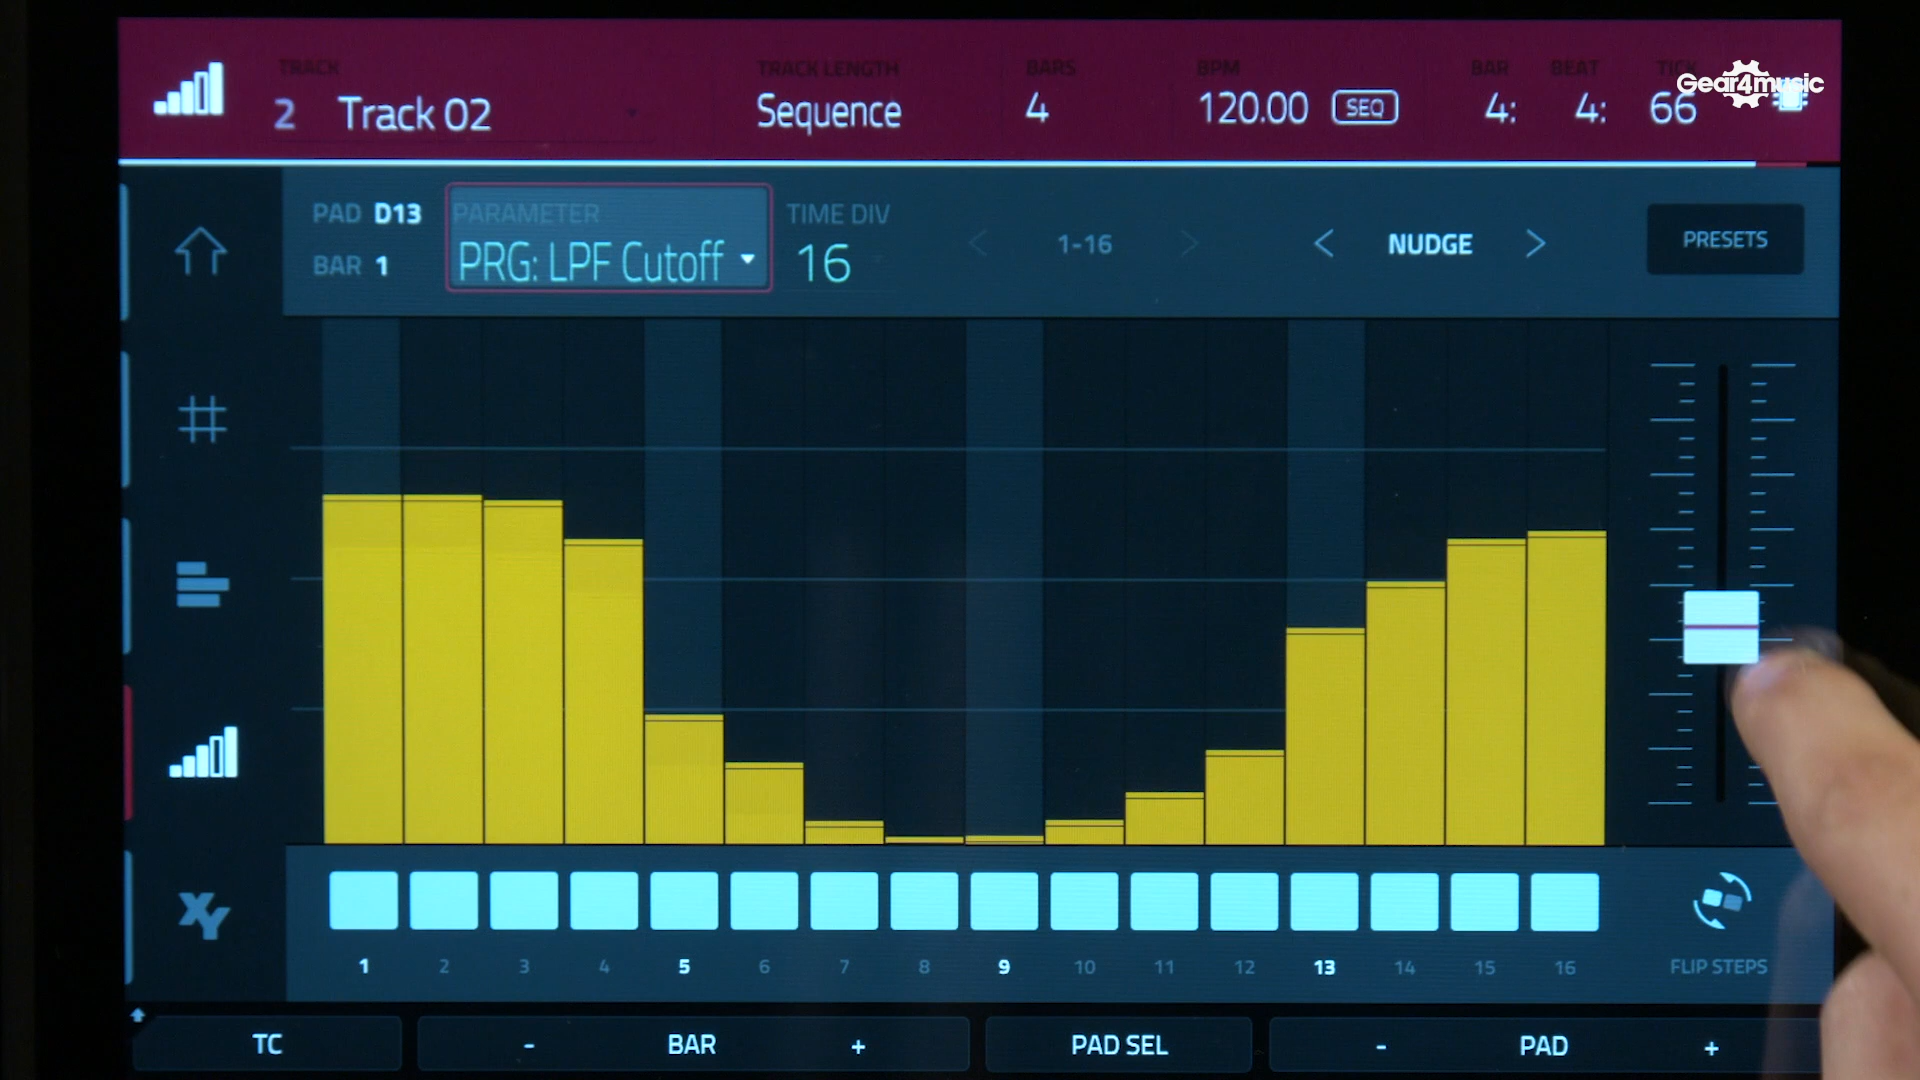 TRACK TRACK LENGTH BARS BPM BAR BEAT TICK
2 Track 02 Sequence 4 120.00 SEQ 4: 4: 66
Gear4music
PAD D13 PARAMETER TIME DIV
BAR 1 PRG: LPF Cutoff 16 < 1-16 > < NUDGE > PRESETS
XY
1 2 3 4 5 6 7 8 9 10 11 12 13 14 15 16 FLIP STEPS
TC - BAR + PAD SEL - PAD +